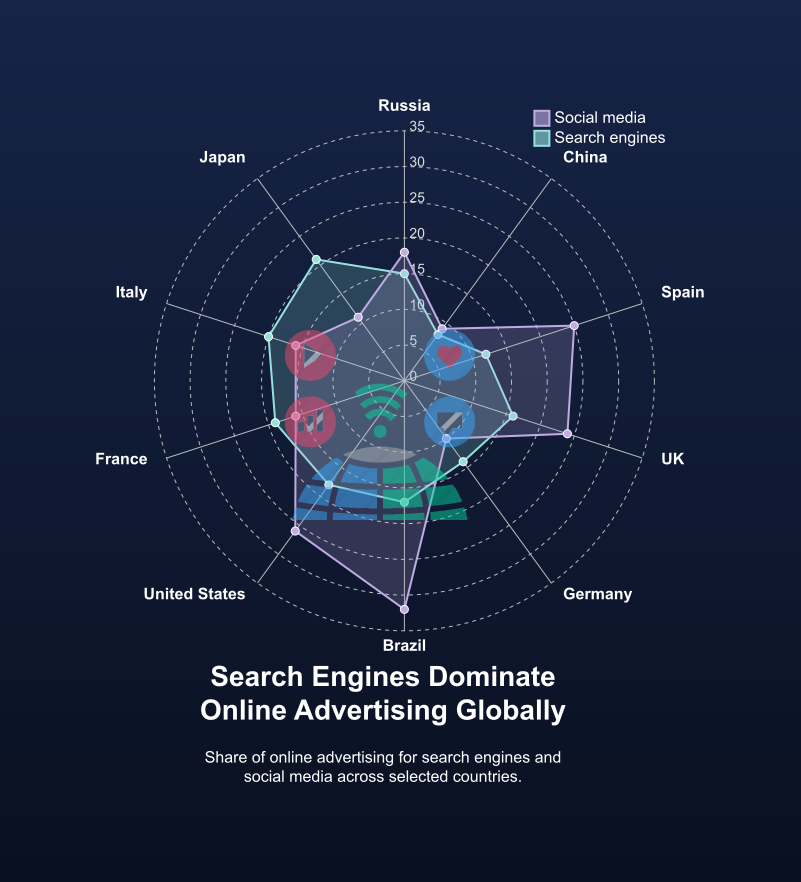 Russia
Social media
Search engines
China
Japan
35
30
25
20
15
10
5
0
Italy
Spain
France
UK
United States
Germany
Brazil
Search Engines Dominate
Online Advertising Globally
Share of online advertising for search engines and
social media across selected countries.